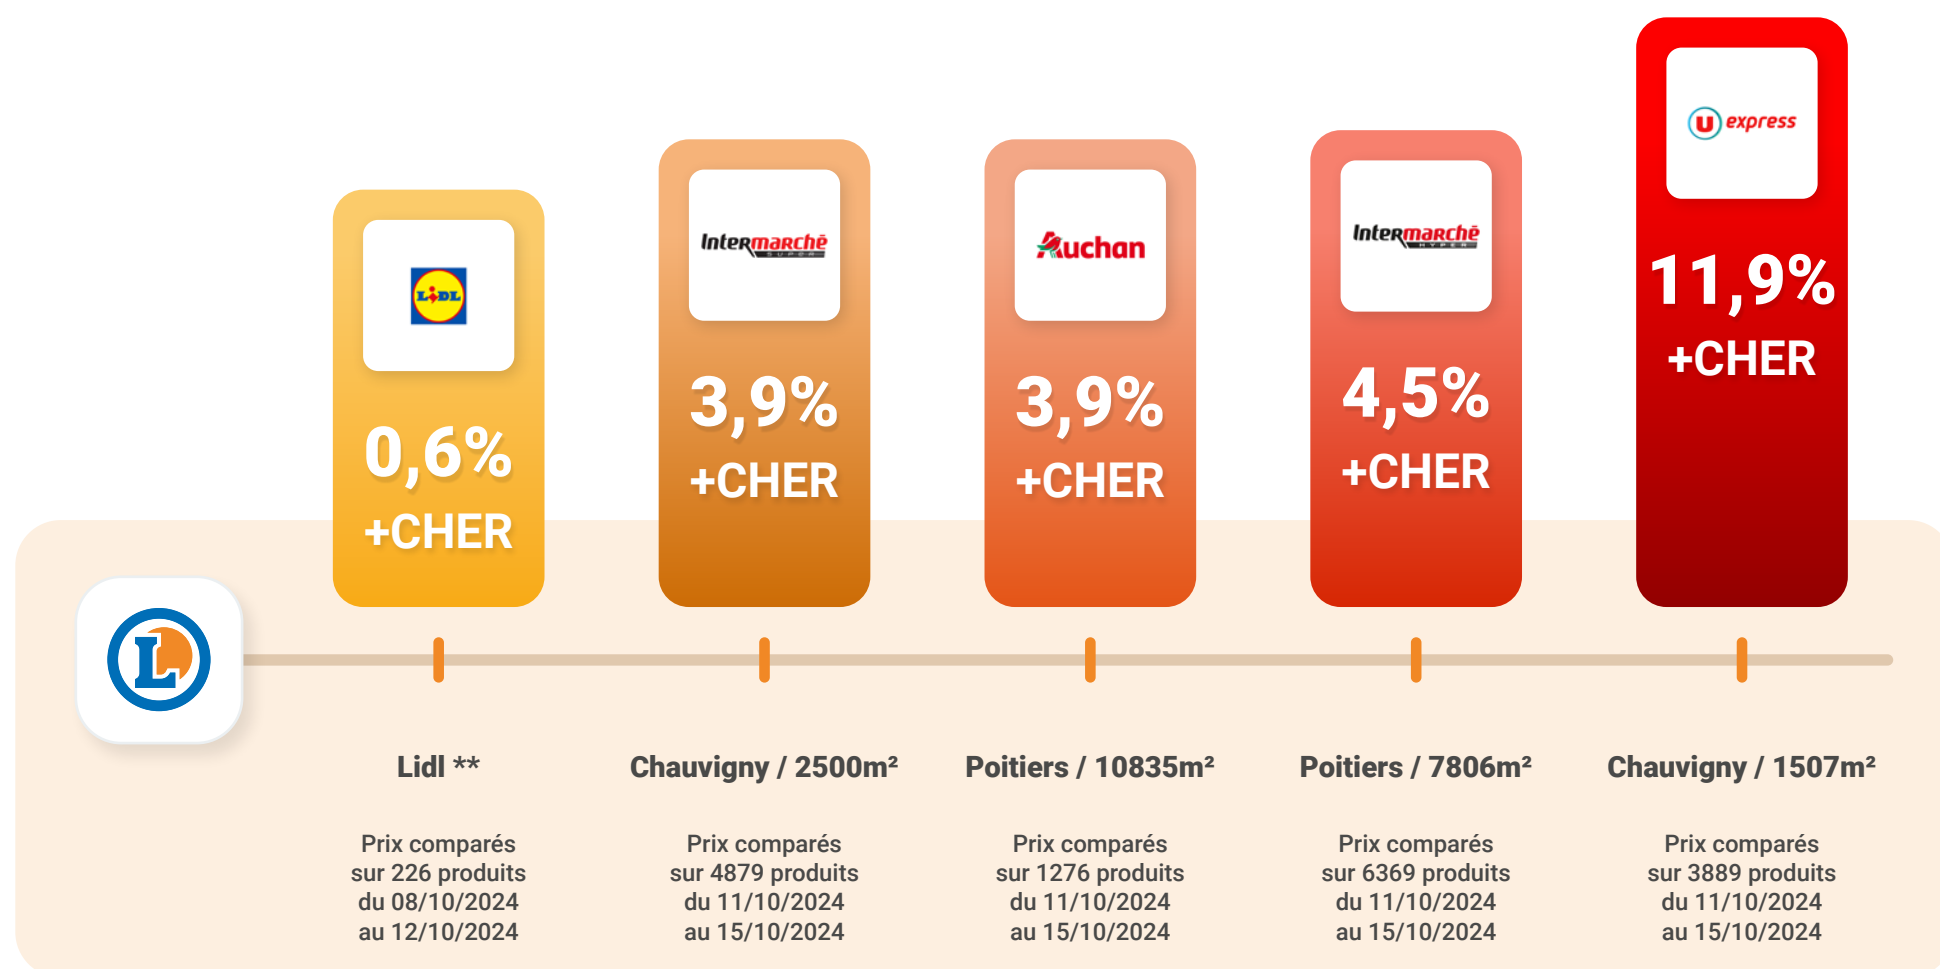 LiDL
0,6%
+CHER
Intermarché
SUPER
3,9%
+CHER
Auchan
3,9%
+CHER
Intermarché
HYPER
4,5%
+CHER
U express
11,9%
+CHER
L
Lidl **
Prix comparés
sur 226 produits
du 08/10/2024
au 12/10/2024
Chauvigny / 2500m²
Prix comparés
sur 4879 produits
du 11/10/2024
au 15/10/2024
Poitiers / 10835m²
Prix comparés
sur 1276 produits
du 11/10/2024
au 15/10/2024
Poitiers / 7806m²
Prix comparés
sur 6369 produits
du 11/10/2024
au 15/10/2024
Chauvigny / 1507m²
Prix comparés
sur 3889 produits
du 11/10/2024
au 15/10/2024